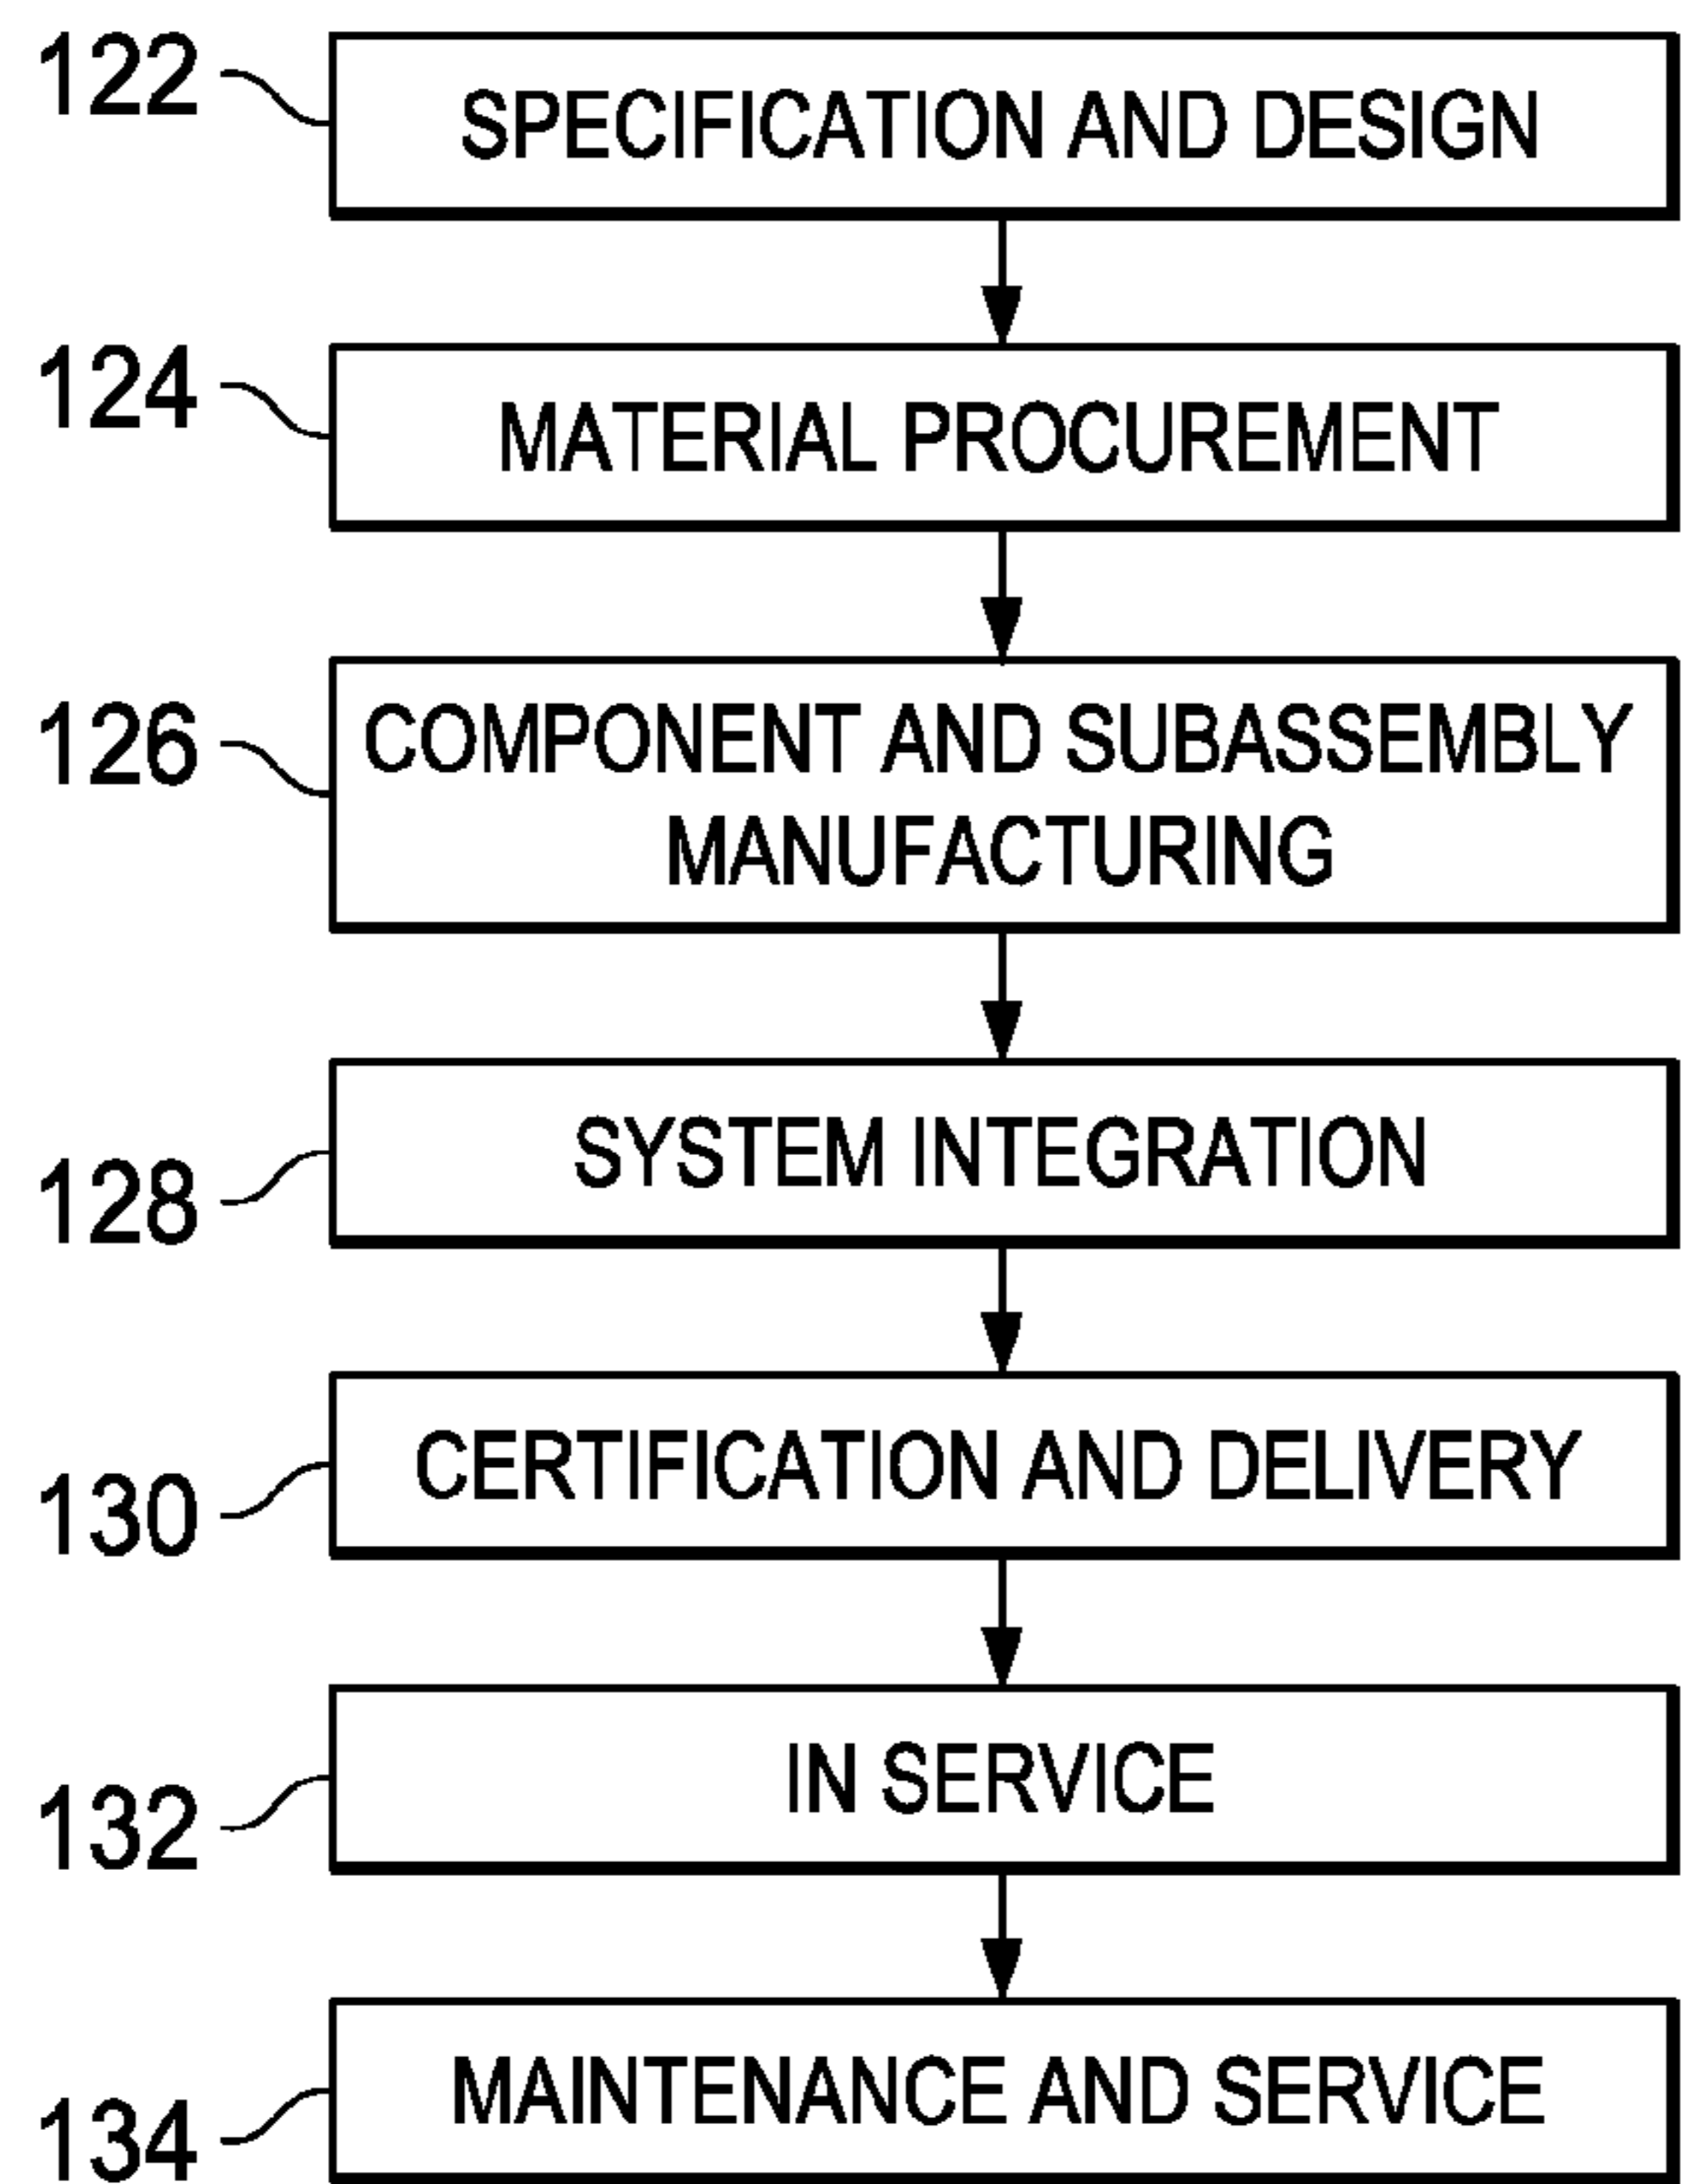 122
SPECIFICATION AND DESIGN
124
MATERIAL PROCUREMENT
126
COMPONENT AND SUBASSEMBLY
MANUFACTURING
128
SYSTEM INTEGRATION
130
CERTIFICATION AND DELIVERY
132
IN SERVICE
134
MAINTENANCE AND SERVICE